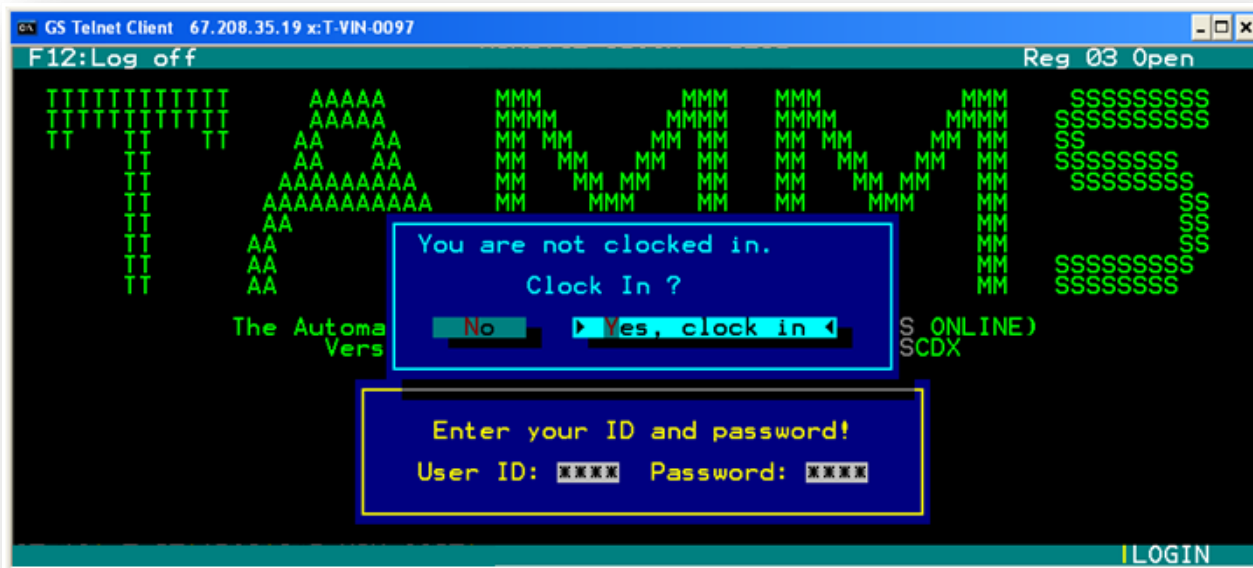 GS Telnet Client 67.208.35.19 x:T-VIN-0097
F12:Log off Reg 03 Open
TAMMS
You are not clocked in.
Clock In ?
No Yes, clock in
The Automa S ONLINE)
Vers SCDX
Enter your ID and password!
User ID: **** Password: ****
LOGIN